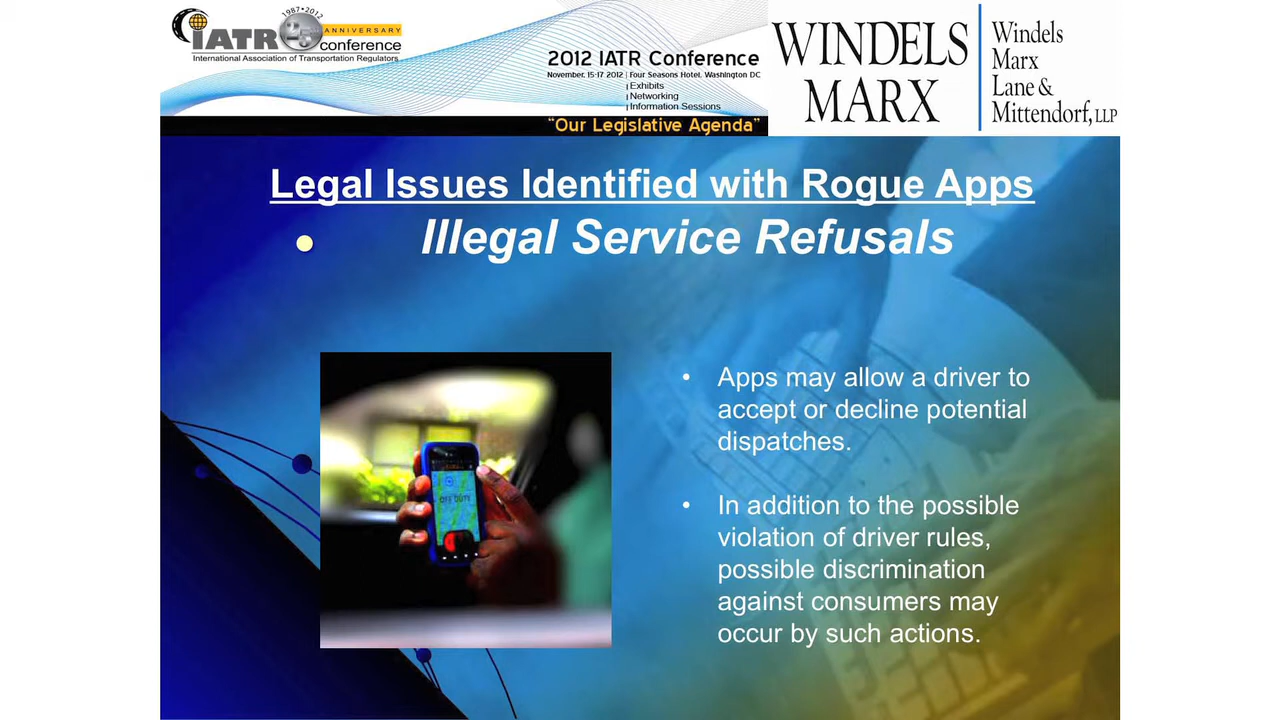 1987•2012
IATR 25 ANNIVERSARY
conference
International Association of Transportation Regulators
2012 IATR Conference
November, 15-17 2012 | Four Seasons Hotel, Washington DC
| Exhibits
| Networking
| Information Sessions
"Our Legislative Agenda"
WINDELS
MARX
Windels
Marx
Lane &
Mittendorf, LLP
Legal Issues Identified with Rogue Apps
• Illegal Service Refusals
OFF DUTY
• Apps may allow a driver to
accept or decline potential
dispatches.
• In addition to the possible
violation of driver rules,
possible discrimination
against consumers may
occur by such actions.